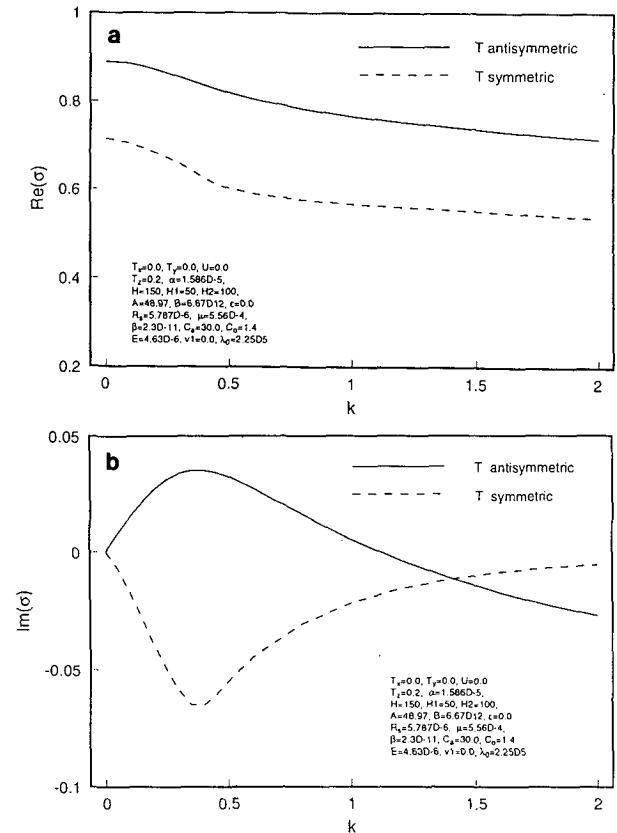 a
T antisymmetric
T symmetric
1
0.8
0.6
0.4
0.2
Re(σ)
Tx=0.0, Ty=0.0, U=0.0
Tz=0.2, α=1.586D-5,
H=150, H1=50, H2=100,
A=48.97, B=6.67D12, ε=0.0
Rs=5.787D-6, μ=5.56D-4,
β=2.3D-11, Ca=30.0, Co=1.4
E=4.63D-6, v1=0.0, λ0=2.25D5
0
0.5
1
1.5
2
k
b
T antisymmetric
T symmetric
0.05
0
-0.05
-0.1
Im(σ)
Tx=0.0, Ty=0.0, U=0.0
Tz=0.2, α=1.586D-5,
H=150, H1=50, H2=100,
A=48.97, B=6.67D12, ε=0.0
Rs=5.787D-6, μ=5.56D-4,
β=2.3D-11, Ca=30.0, Co=1.4
E=4.63D-6, v1=0.0, λ0=2.25D5
0
0.5
1
1.5
2
k